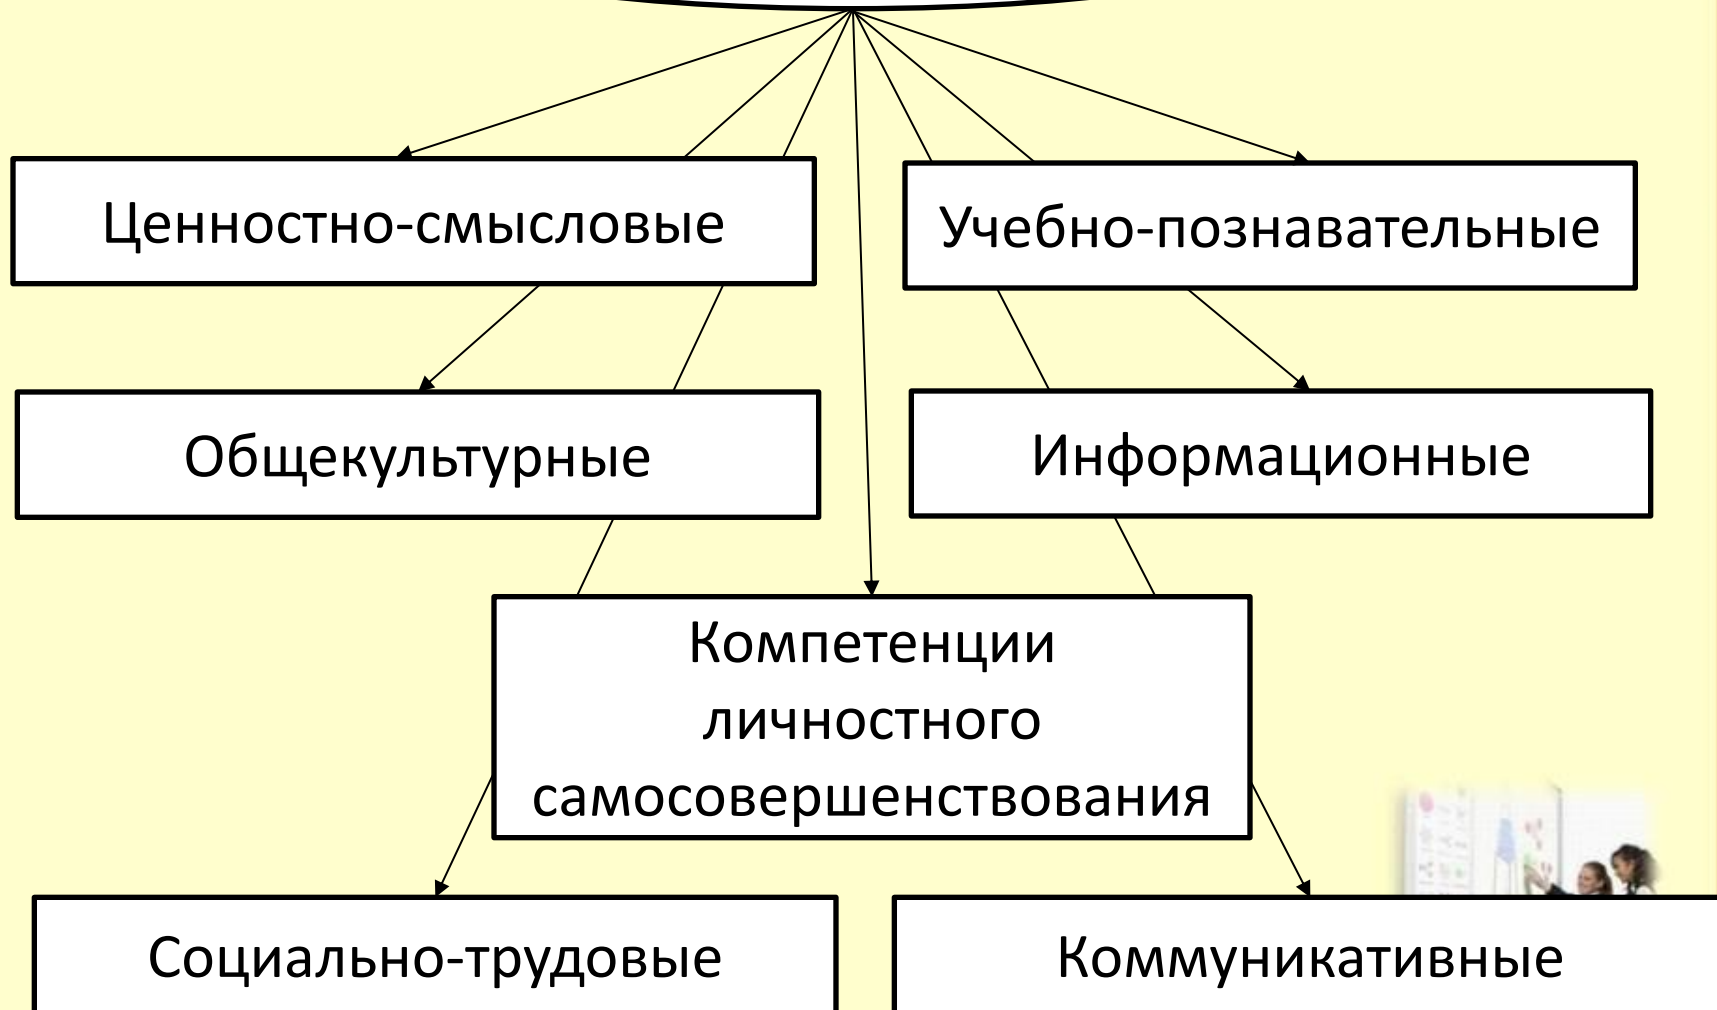 Ценностно-смысловые
Учебно-познавательные
Общекультурные
Информационные
Компетенции
личностного
самосовершенствования
Социально-трудовые
Коммуникативные